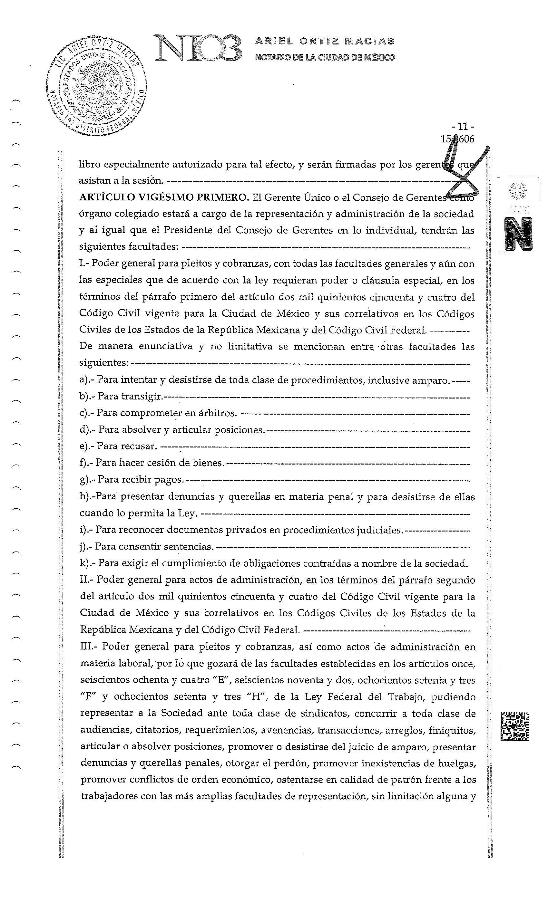 NIO3 ARIEL ORTIZ MACIAS
NOTARIO DE LA CIUDAD DE MÉXICO
- 11 -
libro especialmente autorizado para tal efecto, y serán firmadas por los gerentes que
asistan a la sesión. ---
ARTÍCULO VIGÉSIMO PRIMERO. El Gerente Único o el Consejo de Gerentes como
órgano colegiado estará a cargo de la representación y administración de la sociedad
y al igual que el Presidente del Consejo de Gerentes en lo individual, tendrán las
siguientes facultades: ---
I.- Poder general para pleitos y cobranzas, con todas las facultades generales y aún con
las especiales que de acuerdo con la ley requieran poder o cláusula especial, en los
términos del párrafo primero del artículo dos mil quinientos cincuenta y cuatro del
Código Civil vigente para la Ciudad de México y sus correlativos en los Códigos
Civiles de los Estados de la República Mexicana y del Código Civil Federal. ---
De manera enunciativa y no limitativa se mencionan entre otras facultades las
siguientes: ---
a).- Para intentar y desistirse de toda clase de procedimientos, inclusive amparo. ---
b).- Para transigir. ---
c).- Para comprometer en árbitros. ---
d).- Para absolver y articular posiciones. ---
e).- Para recusar. ---
f).- Para hacer cesión de bienes. ---
g).- Para recibir pagos. ---
h).-Para presentar denuncias y querellas en materia penal y para desistirse de ellas
cuando lo permita la Ley. ---
i).- Para reconocer documentos privados en procedimientos judiciales. ---
j).- Para consentir sentencias. ---
k).- Para exigir el cumplimiento de obligaciones contraídas a nombre de la sociedad.
II.- Poder general para actos de administración, en los términos del párrafo segundo
del artículo dos mil quinientos cincuenta y cuatro del Código Civil vigente para la
Ciudad de México y sus correlativos en los Códigos Civiles de los Estados de la
República Mexicana y del Código Civil Federal. ---
III.- Poder general para pleitos y cobranzas, así como actos de administración en
materia laboral, por lo que gozará de las facultades establecidas en los artículos once,
seiscientos ochenta y cuatro "E", seiscientos noventa y dos, ochocientos setenta y tres
"F" y ochocientos setenta y tres "H", de la Ley Federal del Trabajo, pudiendo
representar a la Sociedad ante toda clase de sindicatos, concurrir a toda clase de
audiencias, citatorios, requerimientos, avenencias, transacciones, arreglos, finiquitos,
articular o absolver posiciones, promover o desistirse del juicio de amparo, presentar
denuncias y querellas penales, otorgar el perdón, promover inexistencias de huelgas,
promover conflictos de orden económico, ostentarse en calidad de patrón frente a los
trabajadores con las más amplias facultades de representación, sin limitación alguna y
N